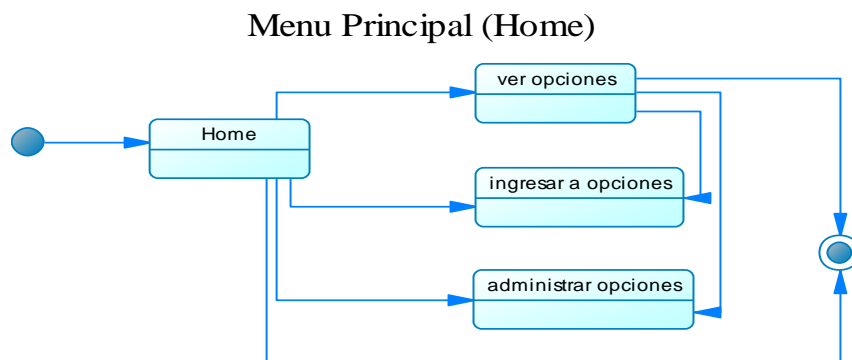 Menu Principal (Home)
ver opciones
Home
ingresar a opciones
administrar opciones